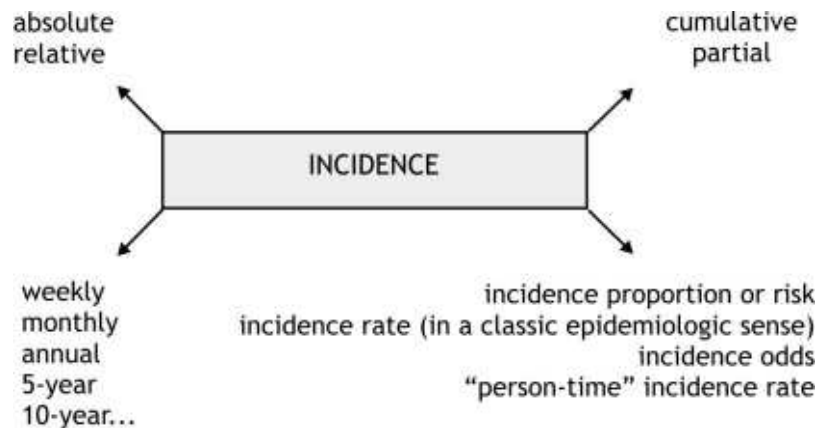 absolute
relative
cumulative
partial
INCIDENCE
weekly
monthly
annual
5-year
10-year...
incidence proportion or risk
incidence rate (in a classic epidemiologic sense)
incidence odds
“person-time” incidence rate